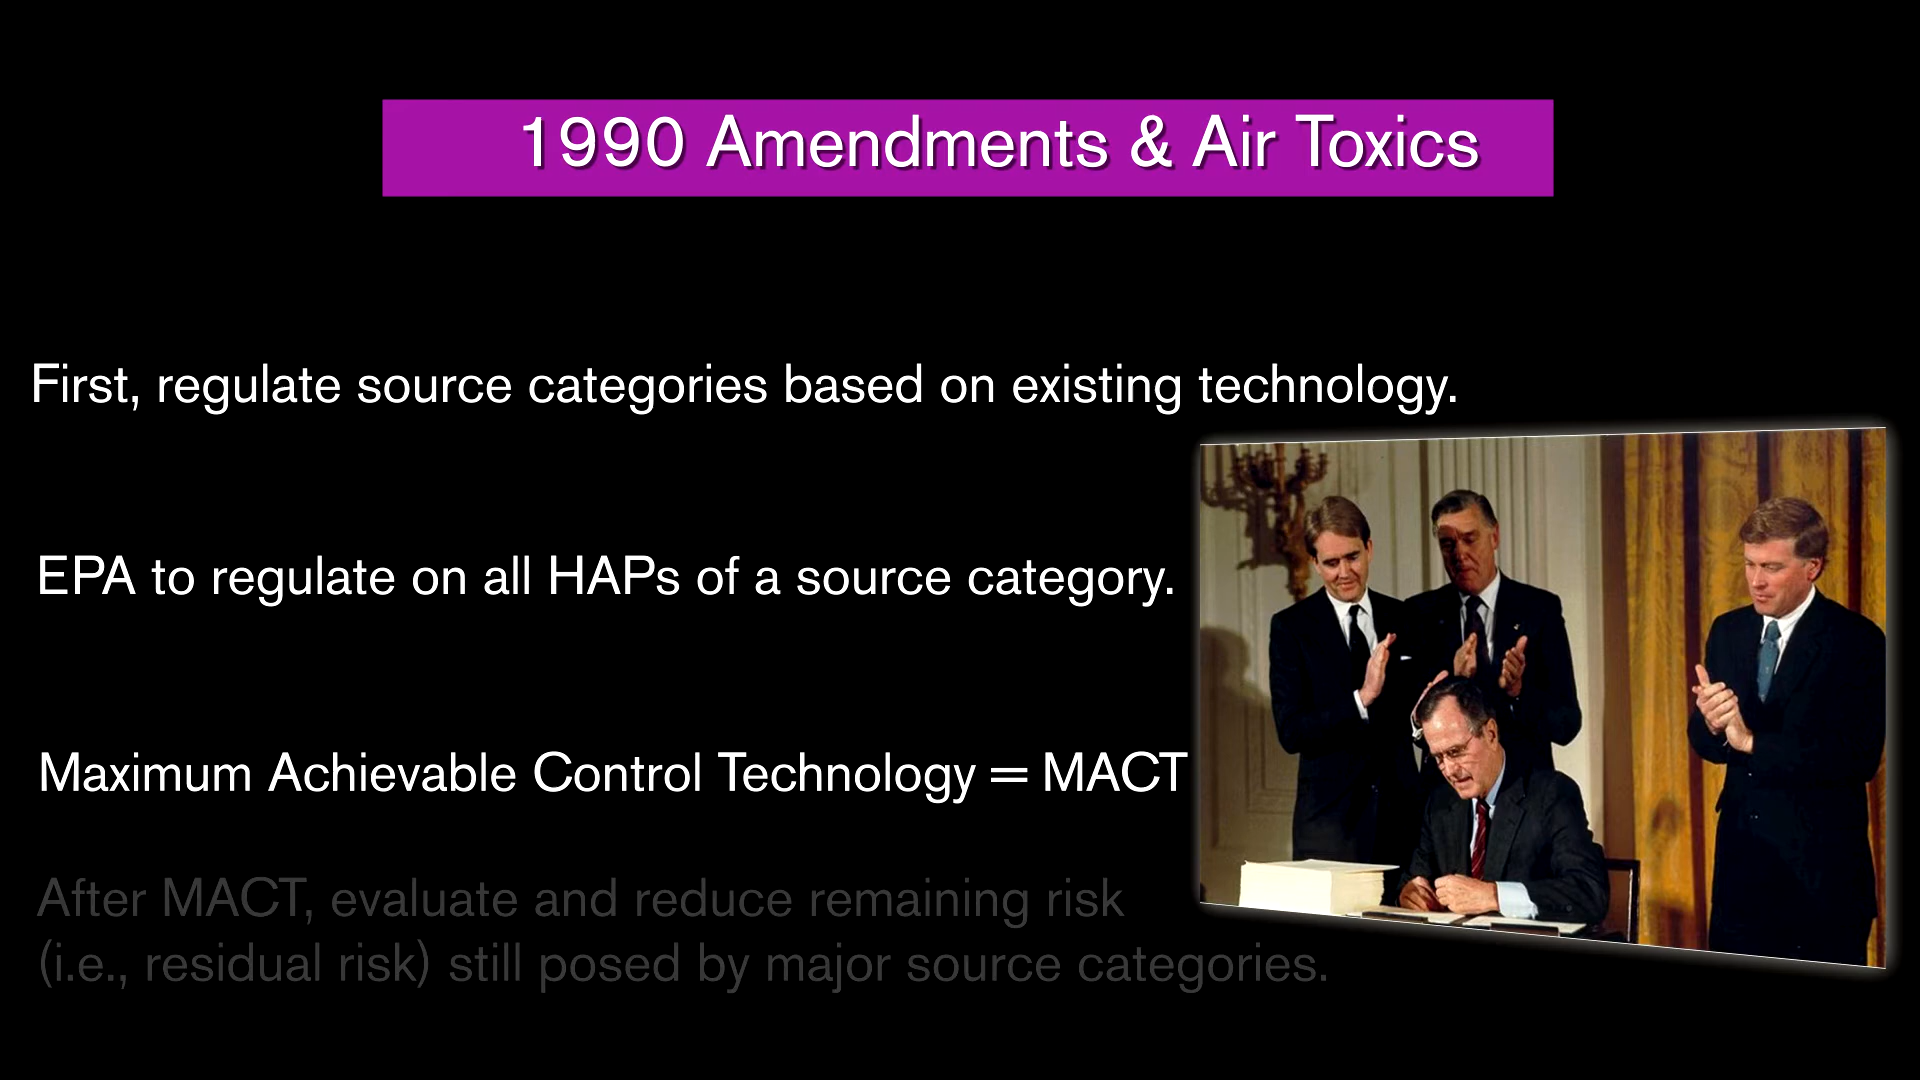 1990 Amendments & Air Toxics
First, regulate source categories based on existing technology.
EPA to regulate on all HAPs of a source category.
Maximum Achievable Control Technology = MACT
After MACT, evaluate and reduce remaining risk
(i.e., residual risk) still posed by major source categories.